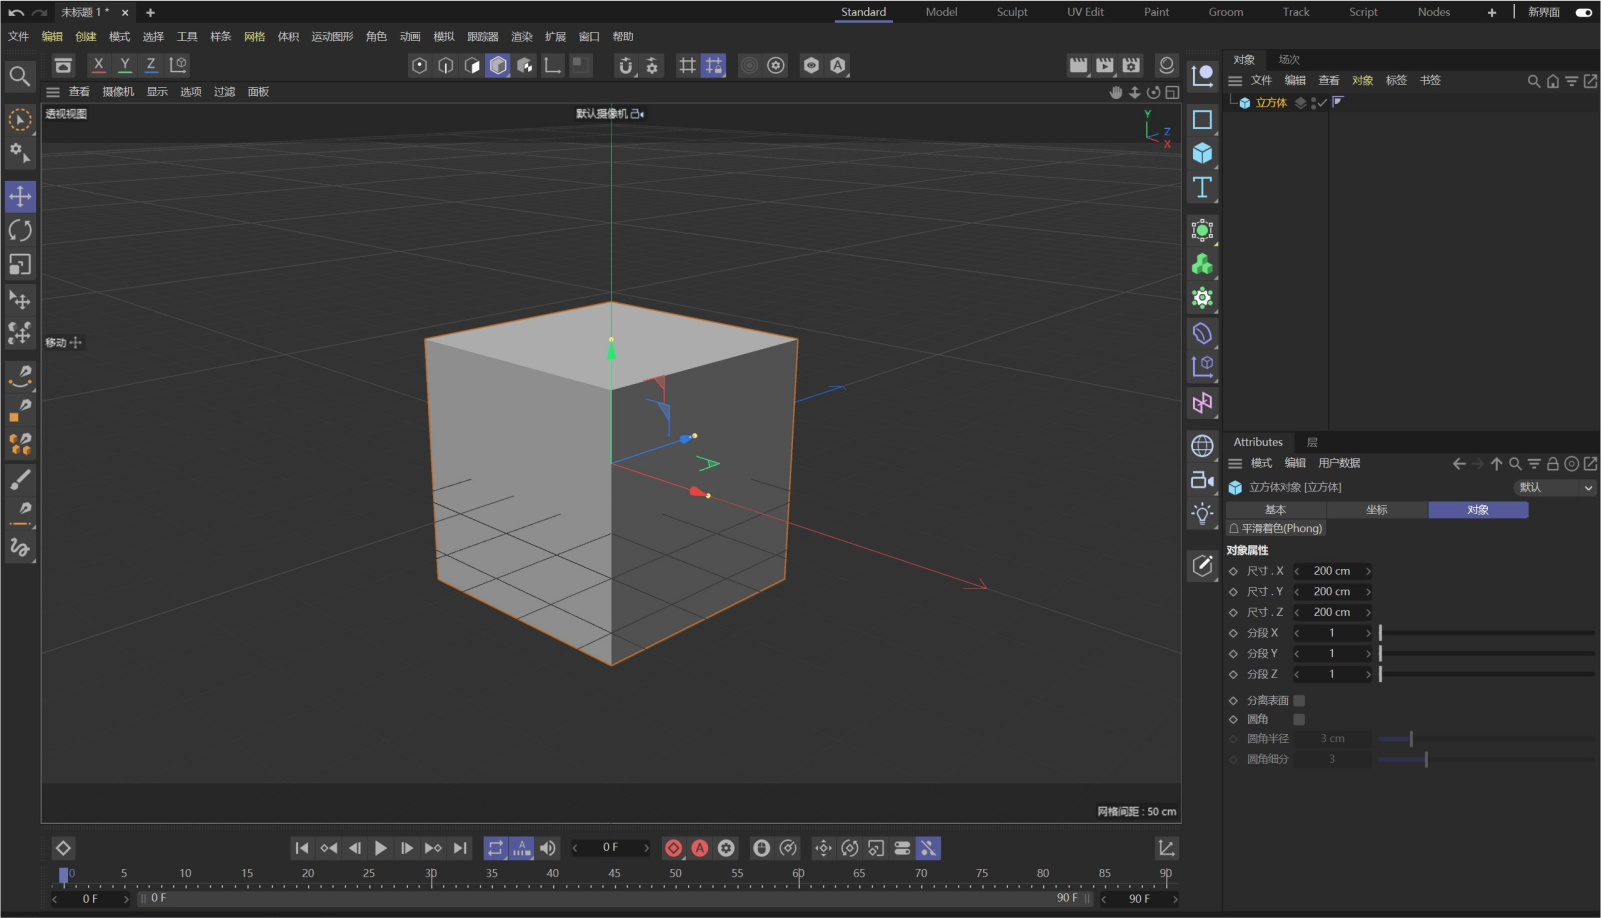 未标题 1 *
Standard Model Sculpt UV Edit Paint Groom Track Script Nodes 新界面
文件 编辑 创建 模式 选择 工具 样条 网格 体积 运动图形 角色 动画 模拟 跟踪器 渲染 扩展 窗口 帮助
X Y Z
查看 摄像机 显示 选项 过滤 面板
透视视图
默认摄像机
Y
Z
X
移动
网格间距 : 50 cm
对象 场次
文件 编辑 查看 对象 标签 书签
立方体
Attributes 层
模式 编辑 用户数据
立方体对象 [立方体]
默认
基本 坐标 对象
平滑着色(Phong)
对象属性
尺寸 . X 200 cm
尺寸 . Y 200 cm
尺寸 . Z 200 cm
分段 X 1
分段 Y 1
分段 Z 1
分离表面
圆角
圆角半径 3 cm
圆角细分 3
0 F
0 5 10 15 20 25 30 35 40 45 50 55 60 65 70 75 80 85 90
0 F 0 F 90 F 90 F